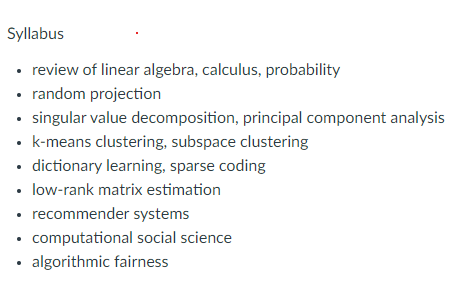 Syllabus
• review of linear algebra, calculus, probability
• random projection
• singular value decomposition, principal component analysis
• k-means clustering, subspace clustering
• dictionary learning, sparse coding
• low-rank matrix estimation
• recommender systems
• computational social science
• algorithmic fairness